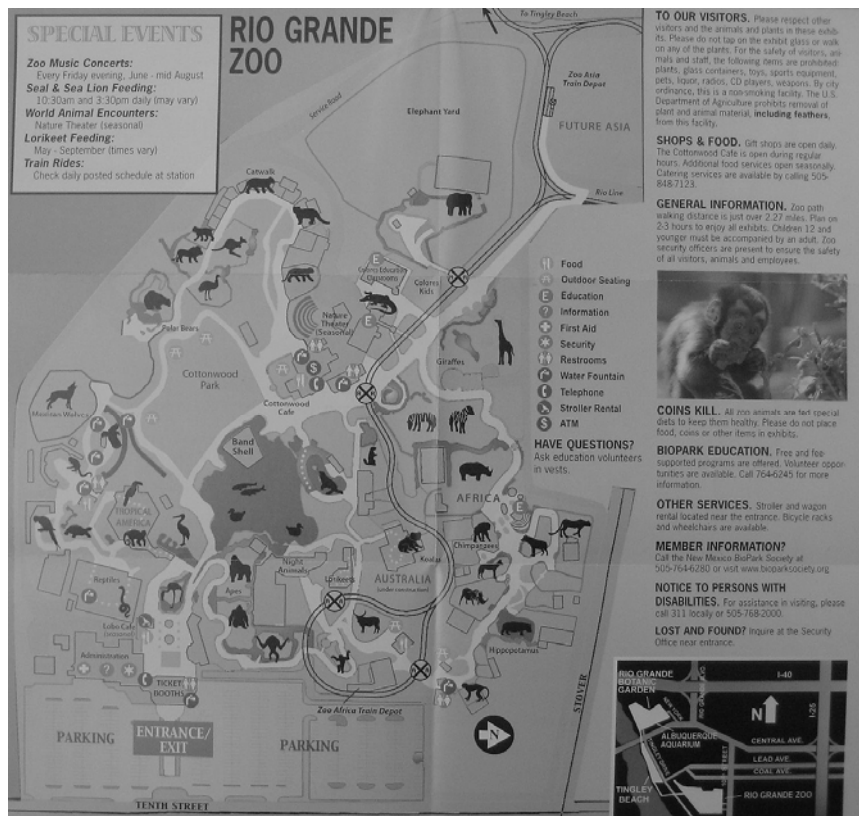 SPECIAL EVENTS
Zoo Music Concerts:
Every Friday evening, June - mid August
Seal & Sea Lion Feeding:
10:30am and 3:30pm daily (may vary)
World Animal Encounters:
Nature Theater (seasonal)
Lorikeet Feeding:
May - September (times vary)
Train Rides:
Check daily posted schedule at station
RIO GRANDE
ZOO
To Tingley Beach
Zoo Asia
Train Depot
Service Road
Elephant Yard
FUTURE ASIA
Rio Line
Catwalk
Colores Education
Classrooms
E
Colores
Kids
E
Nature
Theater
(Seasonal)
Polar Bears
Giraffes
Cottonwood
Park
$
Cottonwood
Cafe
Mexican Wolves
Band
Shell
AFRICA
E
TROPICAL
AMERICA
Chimpanzees
Koalas
Night
Animals
Lorikeets
AUSTRALIA
(under construction)
Reptiles
Apes
Lobo Cafe
(seasonal)
Hippopotamus
Administration
?
TICKET
BOOTHS
Zoo Africa Train Depot
N
STOVER
PARKING
ENTRANCE/
EXIT
PARKING
TENTH STREET
Food
Outdoor Seating
E Education
? Information
First Aid
Security
Restrooms
Water Fountain
Telephone
Stroller Rental
$ ATM
HAVE QUESTIONS?
Ask education volunteers
in vests.
TO OUR VISITORS. Please respect other
visitors and the animals and plants in these exhib-
its. Please do not tap on the exhibit glass or walk
on any of the plants. For the safety of visitors, ani-
mals and staff, the following items are prohibited:
plants, glass containers, toys, sports equipment,
pets, liquor, radios, CD players, weapons. By city
ordinance, this is a non-smoking facility. The U.S.
Department of Agriculture prohibits removal of
plant and animal material, including feathers,
from this facility.
SHOPS & FOOD. Gift shops are open daily.
The Cottonwood Cafe is open during regular
hours. Additional food services open seasonally.
Catering services are available by calling 505-
848-7123.
GENERAL INFORMATION. Zoo path
walking distance is just over 2.27 miles. Plan on
2-3 hours to enjoy all exhibits. Children 12 and
younger must be accompanied by an adult. Zoo
security officers are present to ensure the safety
of all visitors, animals and employees.
COINS KILL. All zoo animals are fed special
diets to keep them healthy. Please do not place
food, coins or other items in exhibits.
BIOPARK EDUCATION. Free and fee-
supported programs are offered. Volunteer oppor-
tunities are available. Call 764-6245 for more
information.
OTHER SERVICES. Stroller and wagon
rental located near the entrance. Bicycle racks
and wheelchairs are available.
MEMBER INFORMATION?
Call the New Mexico BioPark Society at
505-764-6280 or visit www.bioparksociety.org
NOTICE TO PERSONS WITH
DISABILITIES. For assistance in visiting, please
call 311 locally or 505-768-2000.
LOST AND FOUND? Inquire at the Security
Office near entrance.
RIO GRANDE
BOTANIC
GARDEN
I-40
N
I-25
ALBUQUERQUE
AQUARIUM
CENTRAL AVE.
LEAD AVE.
COAL AVE.
TINGLEY
BEACH
RIO GRANDE ZOO